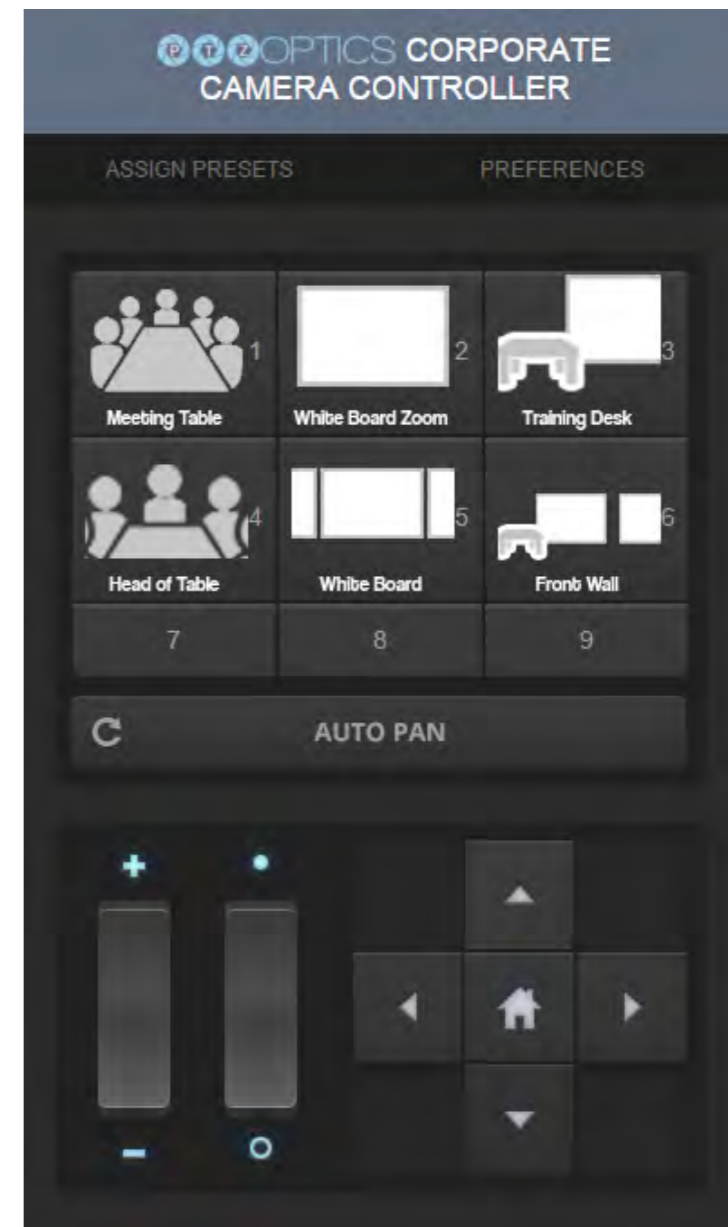 PTZOPTICS CORPORATE
CAMERA CONTROLLER
ASSIGN PRESETS PREFERENCES
1 2 3
Meeting Table White Board Zoom Training Desk
4 5 6
Head of Table White Board Front Wall
7 8 9
AUTO PAN